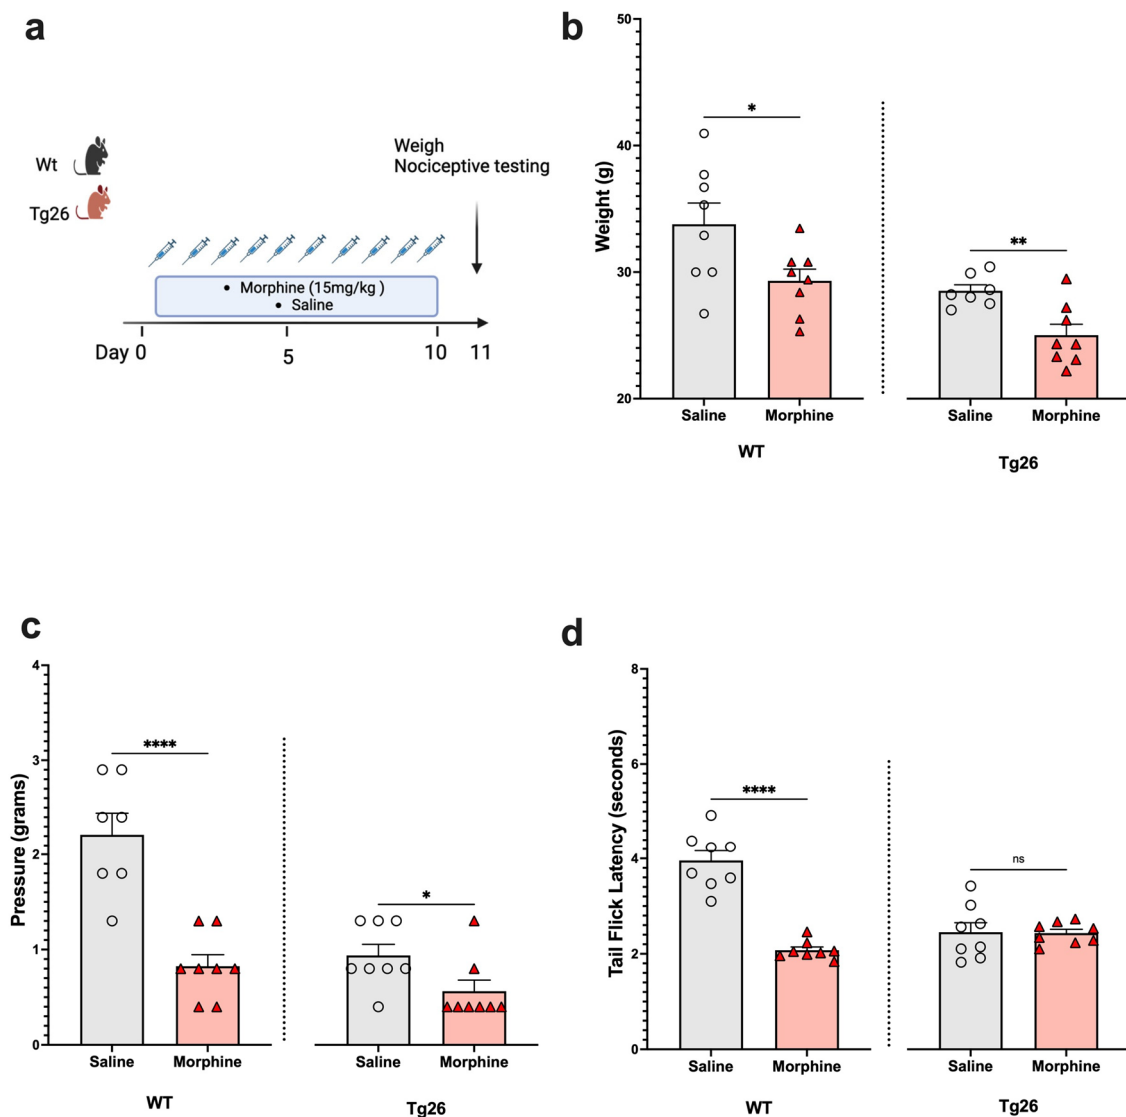 a
Wt
Tg26
Weigh
Nociceptive testing
• Morphine (15mg/kg )
• Saline
Day 0
5
10
11
b
Weight (g)
50
40
30
20
*
**
Saline
Morphine
Saline
Morphine
WT
Tg26
c
Pressure (grams)
4
3
2
1
0
****
*
Saline
Morphine
Saline
Morphine
WT
Tg26
d
Tail Flick Latency (seconds)
8
6
4
2
0
****
ns
Saline
Morphine
Saline
Morphine
WT
Tg26